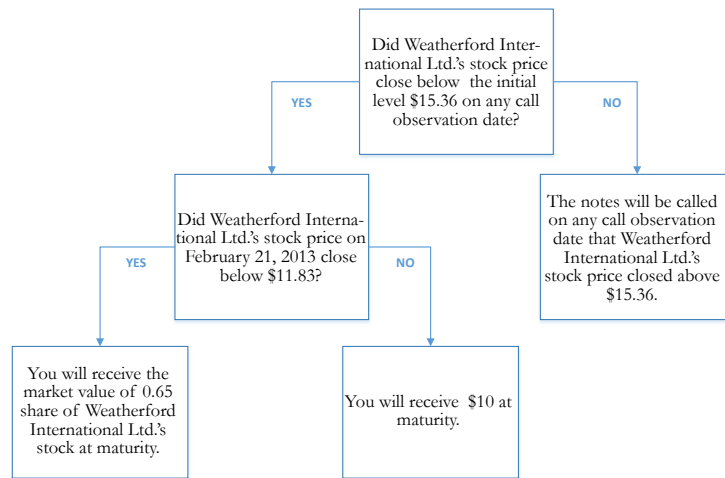 Did Weatherford Inter-
national Ltd.'s stock price
close below the initial
level $15.36 on any call
observation date?
YES
NO
Did Weatherford Interna-
tional Ltd.'s stock price on
February 21, 2013 close
below $11.83?
The notes will be called
on any call observation
date that Weatherford
International Ltd.'s
stock price closed above
$15.36.
YES
NO
You will receive the
market value of 0.65
share of Weatherford
International Ltd.'s
stock at maturity.
You will receive $10 at
maturity.